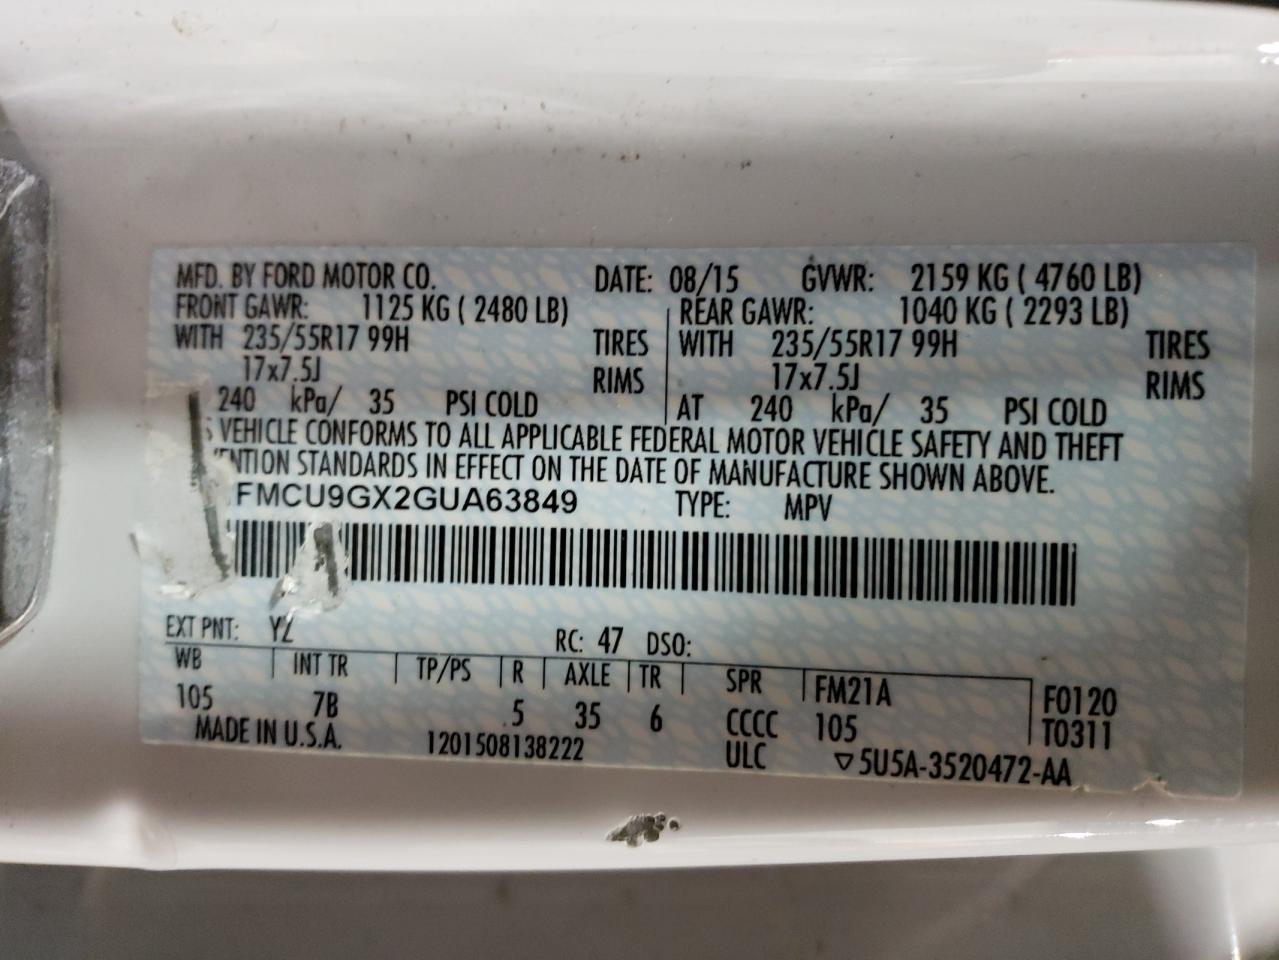 MFD. BY FORD MOTOR CO. DATE: 08/15 GVWR: 2159 KG ( 4760 LB)
FRONT GAWR: 1125 KG ( 2480 LB) REAR GAWR: 1040 KG ( 2293 LB)
WITH 235/55R17 99H TIRES WITH 235/55R17 99H TIRES
17x7.5J RIMS 17x7.5J RIMS
240 kPa/ 35 PSI COLD AT 240 kPa/ 35 PSI COLD
S VEHICLE CONFORMS TO ALL APPLICABLE FEDERAL MOTOR VEHICLE SAFETY AND THEFT
ENTION STANDARDS IN EFFECT ON THE DATE OF MANUFACTURE SHOWN ABOVE.
FMCU9GX2GUA63849 TYPE: MPV
EXT PNT: YZ RC: 47 DSO:
WB INT TR TP/PS R AXLE TR SPR FM21A F0120
105 7B 5 35 6 CCCC 105 T0311
MADE IN U.S.A. 1201508138222 ULC ▽5U5A-3520472-AA